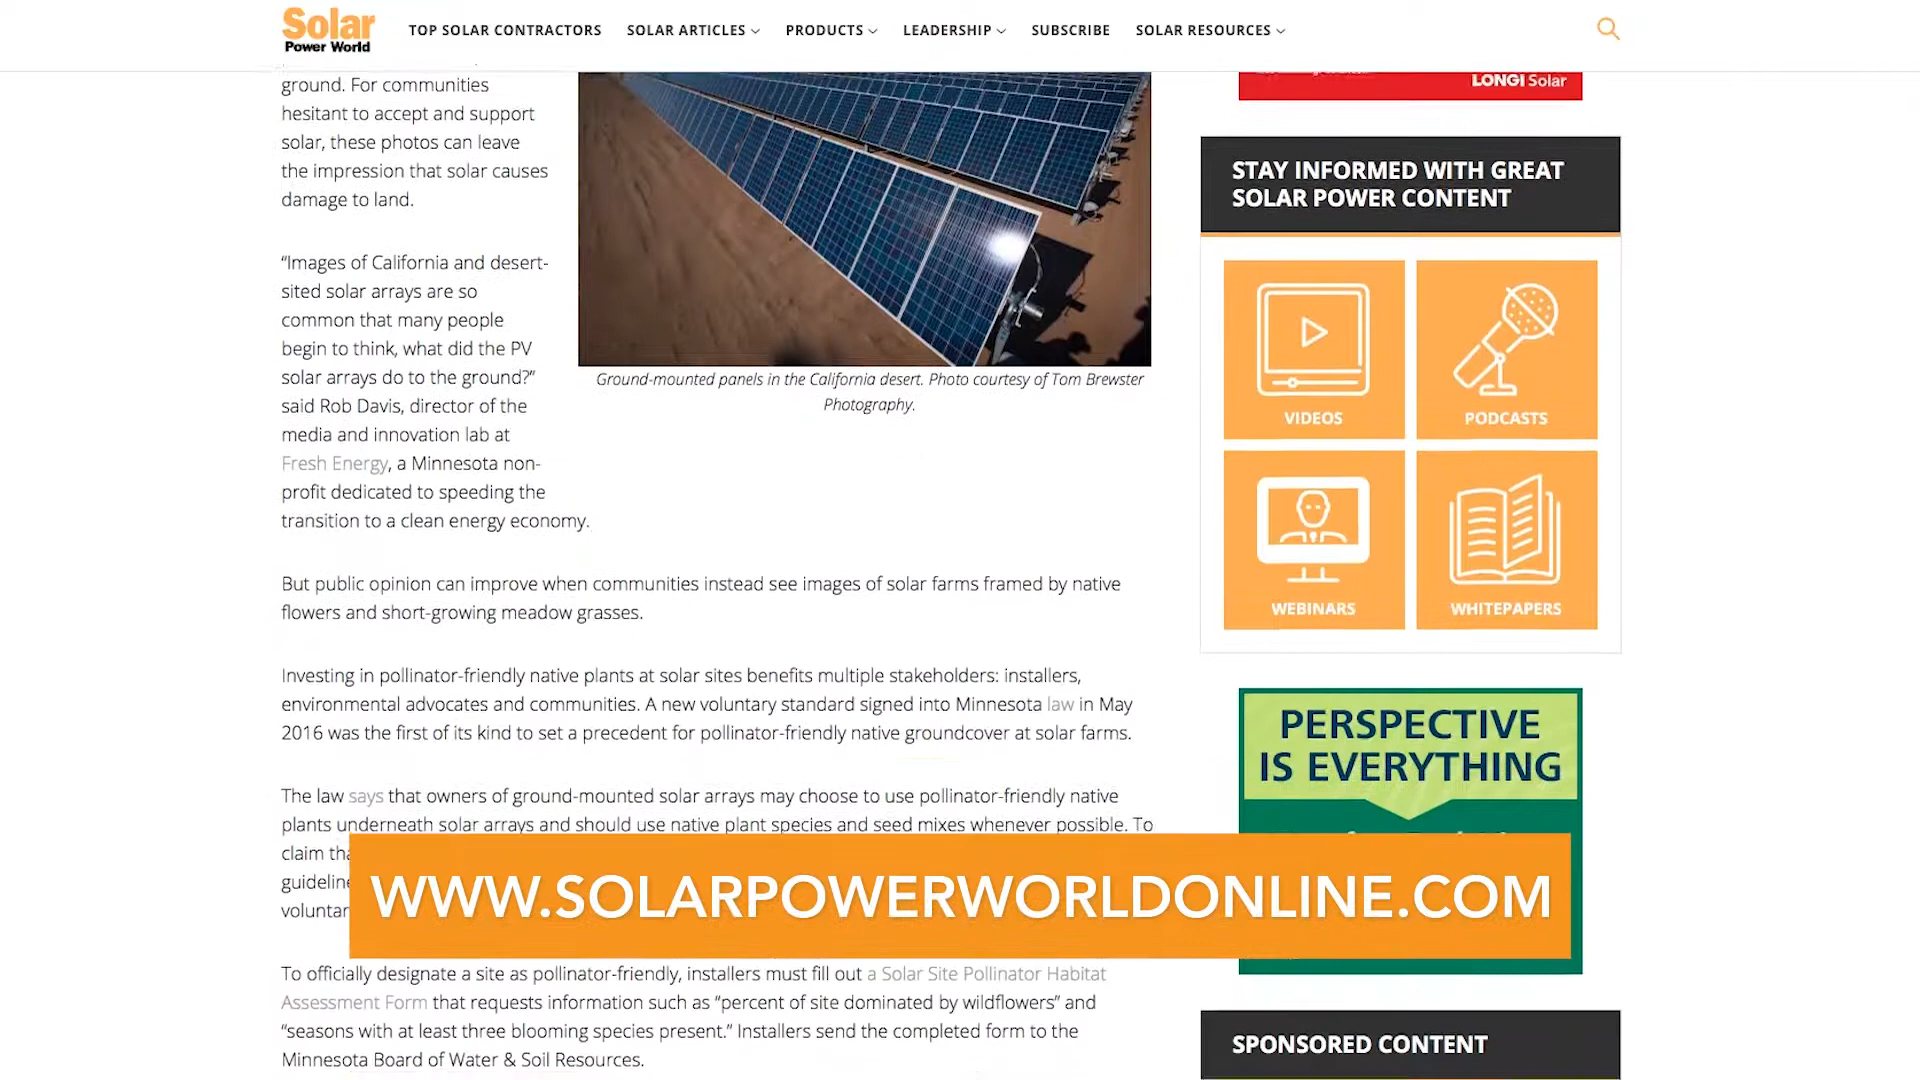 Solar
Power World
TOP SOLAR CONTRACTORS
SOLAR ARTICLES
PRODUCTS
LEADERSHIP
SUBSCRIBE
SOLAR RESOURCES
ground. For communities
hesitant to accept and support
solar, these photos can leave
the impression that solar causes
damage to land.
“Images of California and desert-
sited solar arrays are so
common that many people
begin to think, what did the PV
solar arrays do to the ground?”
said Rob Davis, director of the
media and innovation lab at
Fresh Energy, a Minnesota non-
profit dedicated to speeding the
transition to a clean energy economy.
Ground-mounted panels in the California desert. Photo courtesy of Tom Brewster
Photography.
But public opinion can improve when communities instead see images of solar farms framed by native
flowers and short-growing meadow grasses.
Investing in pollinator-friendly native plants at solar sites benefits multiple stakeholders: installers,
environmental advocates and communities. A new voluntary standard signed into Minnesota law in May
2016 was the first of its kind to set a precedent for pollinator-friendly native groundcover at solar farms.
The law says that owners of ground-mounted solar arrays may choose to use pollinator-friendly native
plants underneath solar arrays and should use native plant species and seed mixes whenever possible. To
claim
WWW.SOLARPOWERWORLDONLINE.COM
To officially designate a site as pollinator-friendly, installers must fill out a Solar Site Pollinator Habitat
Assessment Form that requests information such as “percent of site dominated by wildflowers” and
“seasons with at least three blooming species present.” Installers send the completed form to the
Minnesota Board of Water & Soil Resources.
LONGI Solar
STAY INFORMED WITH GREAT
SOLAR POWER CONTENT
VIDEOS
PODCASTS
WEBINARS
WHITEPAPERS
PERSPECTIVE
IS EVERYTHING
SPONSORED CONTENT